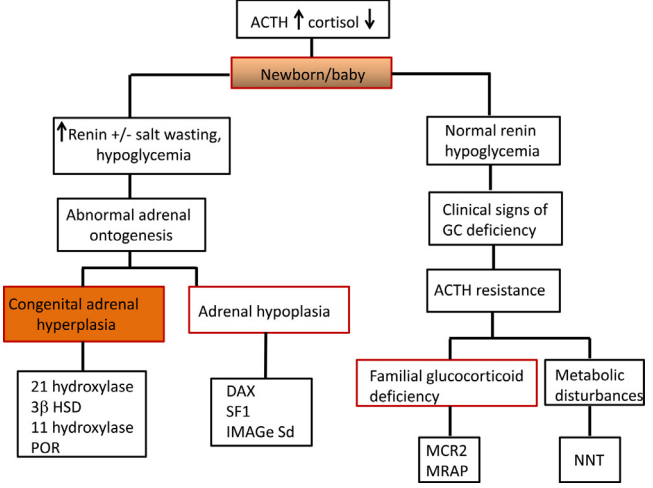 ACTH ↑ cortisol ↓
Newborn/baby
↑Renin +/- salt wasting,
hypoglycemia
Normal renin
hypoglycemia
Abnormal adrenal
ontogenesis
Clinical signs of
GC deficiency
Congenital adrenal
hyperplasia
Adrenal hypoplasia
ACTH resistance
21 hydroxylase
3β HSD
11 hydroxylase
POR
DAX
SF1
IMAGe Sd
Familial glucocorticoid
deficiency
Metabolic
disturbances
MCR2
MRAP
NNT